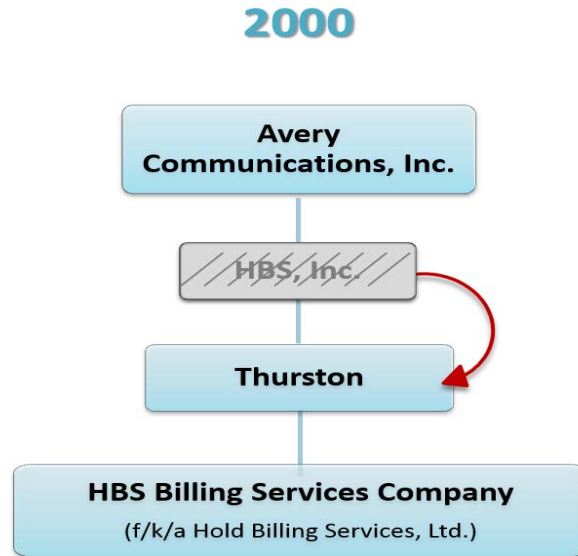 2000
Avery
Communications, Inc.
HBS, Inc.
Thurston
HBS Billing Services Company
(f/k/a Hold Billing Services, Ltd.)